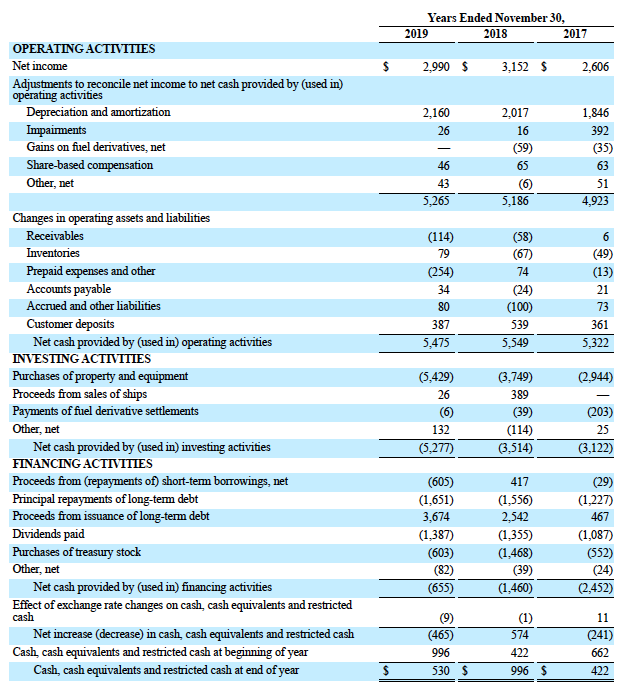 Years Ended November 30,
2019 2018 2017
OPERATING ACTIVITIES
Net income $ 2,990 $ 3,152 $ 2,606
Adjustments to reconcile net income to net cash provided by (used in)
operating activities
Depreciation and amortization 2,160 2,017 1,846
Impairments 26 16 392
Gains on fuel derivatives, net — (59) (35)
Share-based compensation 46 65 63
Other, net 43 (6) 51
5,265 5,186 4,923
Changes in operating assets and liabilities
Receivables (114) (58) 6
Inventories 79 (67) (49)
Prepaid expenses and other (254) 74 (13)
Accounts payable 34 (24) 21
Accrued and other liabilities 80 (100) 73
Customer deposits 387 539 361
Net cash provided by (used in) operating activities 5,475 5,549 5,322
INVESTING ACTIVITIES
Purchases of property and equipment (5,429) (3,749) (2,944)
Proceeds from sales of ships 26 389 —
Payments of fuel derivative settlements (6) (39) (203)
Other, net 132 (114) 25
Net cash provided by (used in) investing activities (5,277) (3,514) (3,122)
FINANCING ACTIVITIES
Proceeds from (repayments of) short-term borrowings, net (605) 417 (29)
Principal repayments of long-term debt (1,651) (1,556) (1,227)
Proceeds from issuance of long-term debt 3,674 2,542 467
Dividends paid (1,387) (1,355) (1,087)
Purchases of treasury stock (603) (1,468) (552)
Other, net (82) (39) (24)
Net cash provided by (used in) financing activities (655) (1,460) (2,452)
Effect of exchange rate changes on cash, cash equivalents and restricted
cash (9) (1) 11
Net increase (decrease) in cash, cash equivalents and restricted cash (465) 574 (241)
Cash, cash equivalents and restricted cash at beginning of year 996 422 662
Cash, cash equivalents and restricted cash at end of year $ 530 $ 996 $ 422